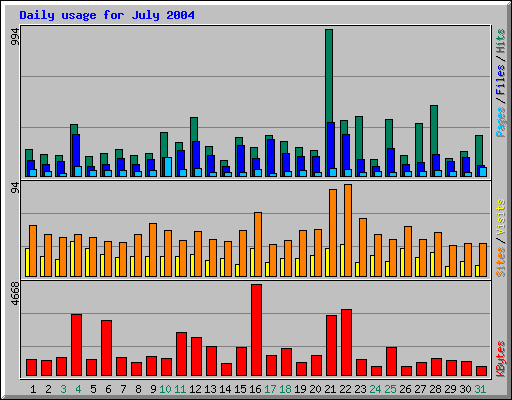 Daily usage for July 2004
994
Pages / Files / Hits
94
Sites / Visits
4668
KBytes
1 2 3 4 5 6 7 8 9 10 11 12 13 14 15 16 17 18 19 20 21 22 23 24 25 26 27 28 29 30 31